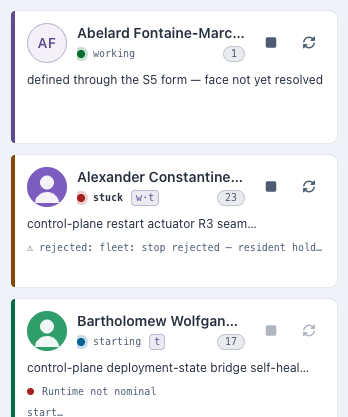 AF
Abelard Fontaine-Marc...
working 1
defined through the S5 form — face not yet resolved
Alexander Constantine...
stuck w·t 23
control-plane restart actuator R3 seam...
⚠ rejected: fleet: stop rejected — resident hold…
Bartholomew Wolfgan...
starting t 17
control-plane deployment-state bridge self-heal...
Runtime not nominal
start…